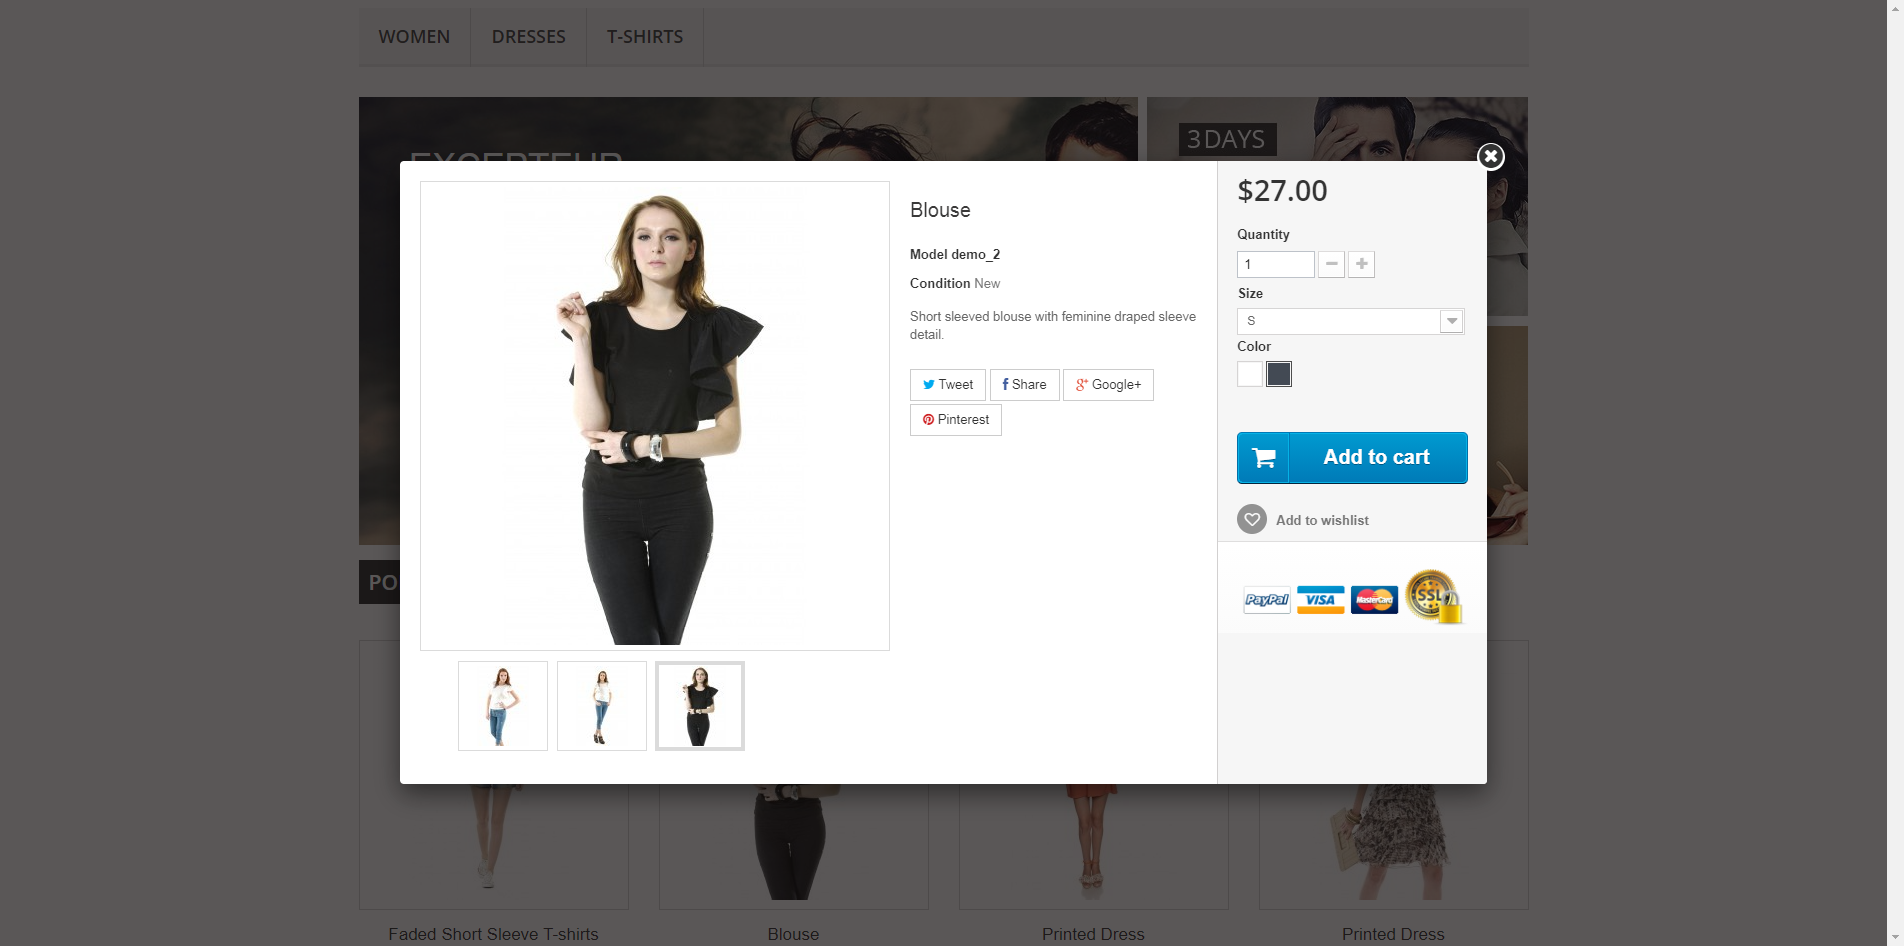 WOMEN
DRESSES
T-SHIRTS
3 DAYS
EXCEPTEUR
$27.00
Blouse
Quantity
Model demo_2
1
Condition New
Size
Short sleeved blouse with feminine draped sleeve
detail.
S
Color
Tweet
Share
Google+
Pinterest
Add to cart
Add to wishlist
PO
PayPal
VISA
MasterCard
SSL
Faded Short Sleeve T-shirts
Blouse
Printed Dress
Printed Dress